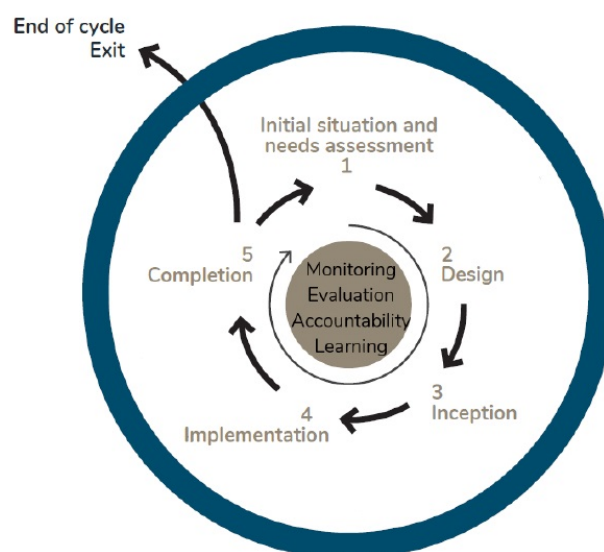 End of cycle
Exit
Initial situation and
needs assessment
1
2
Design
3
Inception
4
Implementation
5
Completion
Monitoring
Evaluation
Accountability
Learning